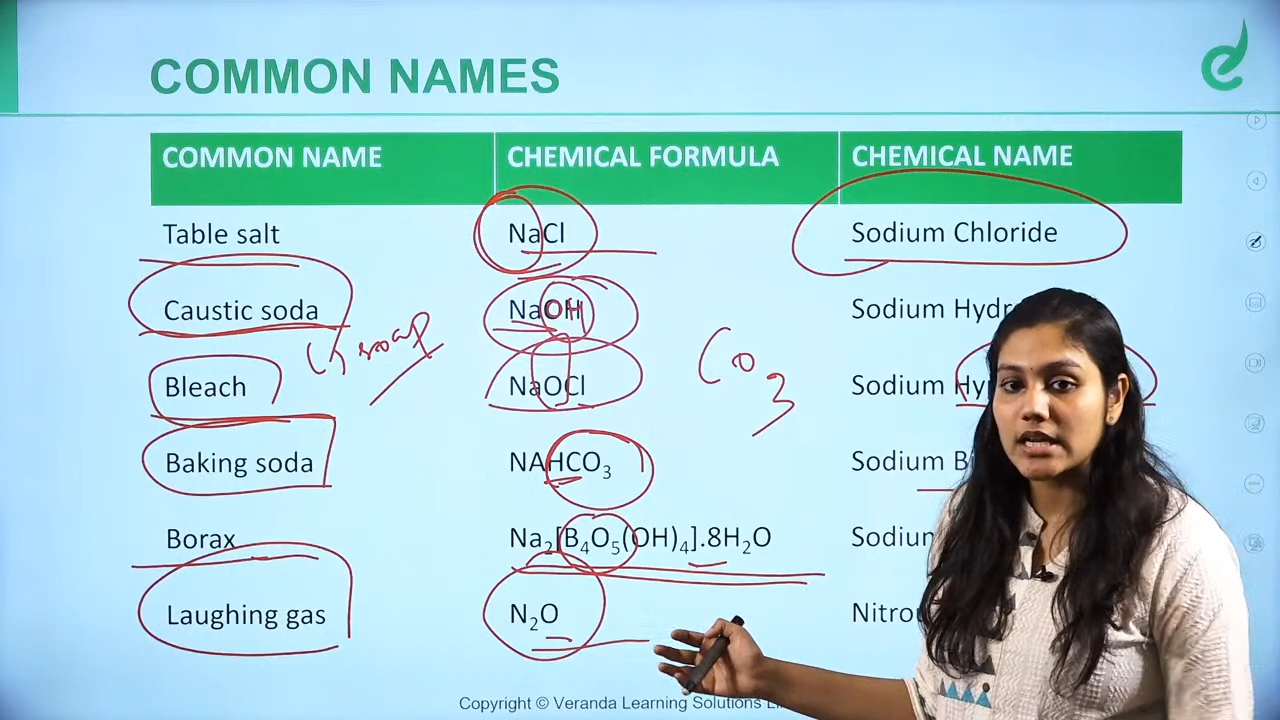 COMMON NAMES
COMMON NAME CHEMICAL FORMULA CHEMICAL NAME
Table salt NaCl Sodium Chloride
Caustic soda NaOH Sodium Hydr
soap
Bleach NaOCl Sodium Hy
CO3
Baking soda NAHCO3 Sodium B
Borax Na2[B4O5(OH)4].8H2O Sodiu
Laughing gas N2O Nitro
Copyright © Veranda Learning Solutions